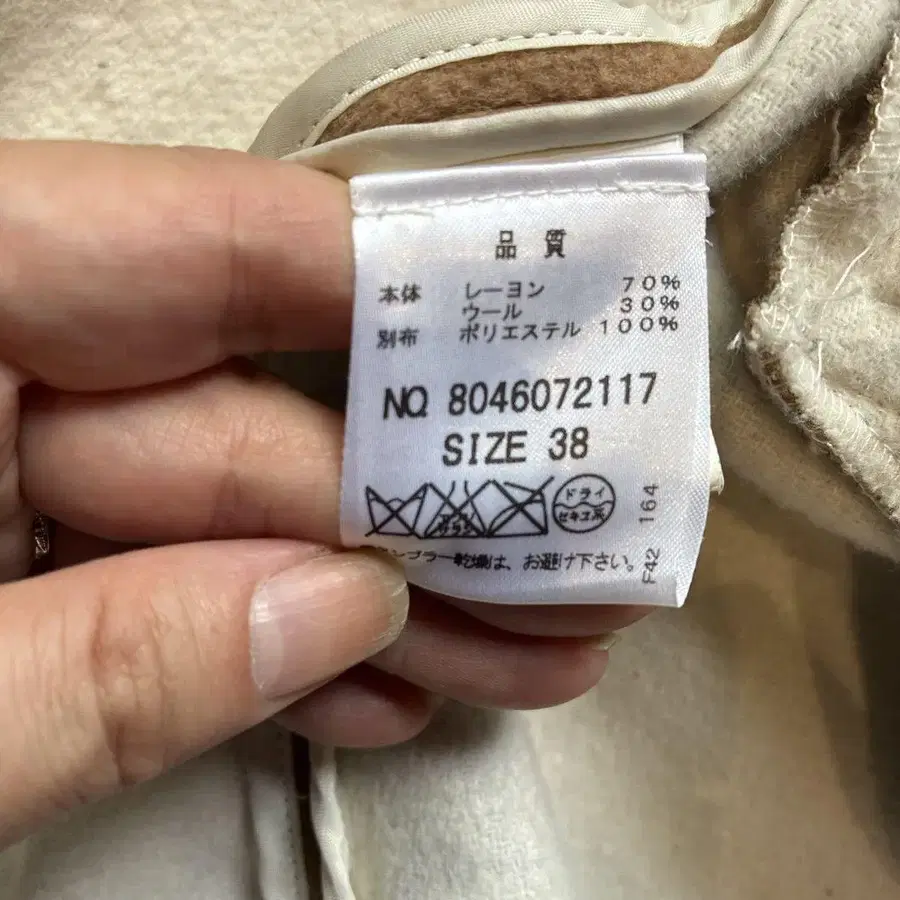 品質
本体 レーヨン 70%
ウール 30%
別布 ポリエステル 100%
NO 8046072117
SIZE 38
ドライ
セキユ系
ンブラー乾燥は、お避け下さい。
F42 164